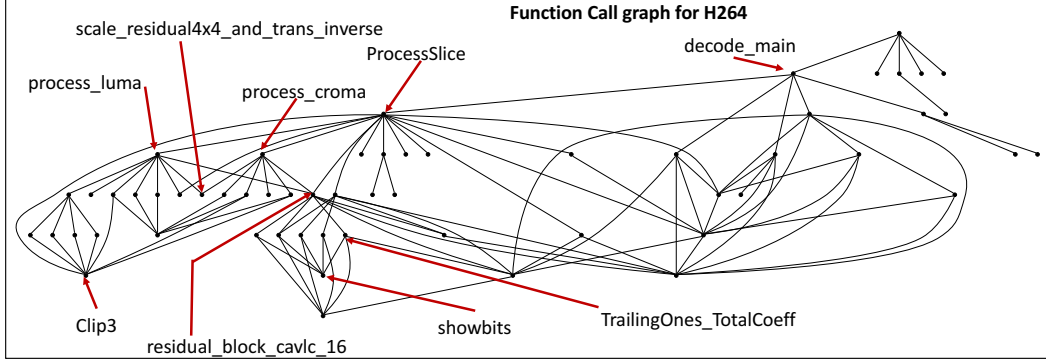 Function Call graph for H264
scale_residual4x4_and_trans_inverse
decode_main
ProcessSlice
process_luma
process_croma
Clip3
showbits
TrailingOnes_TotalCoeff
residual_block_cavlc_16